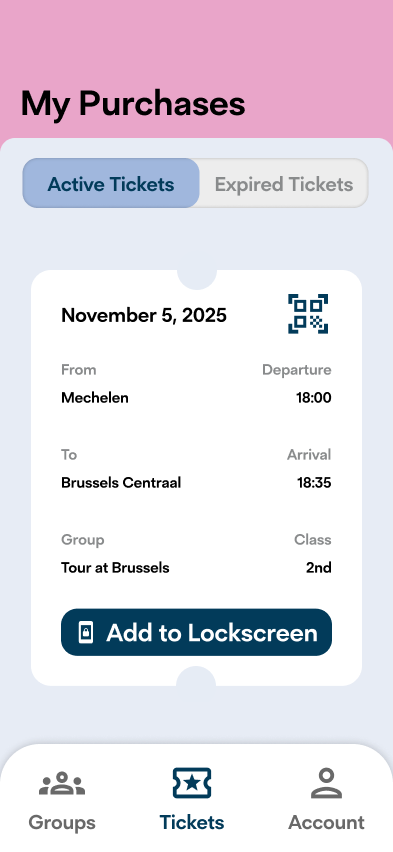 My Purchases
Active Tickets Expired Tickets
November 5, 2025
From Departure
Mechelen 18:00
To Arrival
Brussels Centraal 18:35
Group Class
Tour at Brussels 2nd
Add to Lockscreen
Groups Tickets Account